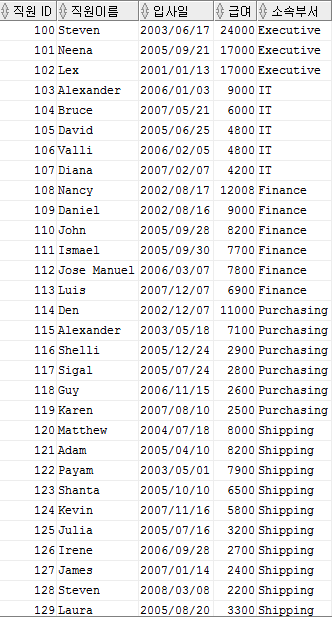 직원 ID 직원이름 입사일 급여 소속부서
100 Steven 2003/06/17 24000 Executive
101 Neena 2005/09/21 17000 Executive
102 Lex 2001/01/13 17000 Executive
103 Alexander 2006/01/03 9000 IT
104 Bruce 2007/05/21 6000 IT
105 David 2005/06/25 4800 IT
106 Valli 2006/02/05 4800 IT
107 Diana 2007/02/07 4200 IT
108 Nancy 2002/08/17 12008 Finance
109 Daniel 2002/08/16 9000 Finance
110 John 2005/09/28 8200 Finance
111 Ismael 2005/09/30 7700 Finance
112 Jose Manuel 2006/03/07 7800 Finance
113 Luis 2007/12/07 6900 Finance
114 Den 2002/12/07 11000 Purchasing
115 Alexander 2003/05/18 7100 Purchasing
116 Shelli 2005/12/24 2900 Purchasing
117 Sigal 2005/07/24 2800 Purchasing
118 Guy 2006/11/15 2600 Purchasing
119 Karen 2007/08/10 2500 Purchasing
120 Matthew 2004/07/18 8000 Shipping
121 Adam 2005/04/10 8200 Shipping
122 Payam 2003/05/01 7900 Shipping
123 Shanta 2005/10/10 6500 Shipping
124 Kevin 2007/11/16 5800 Shipping
125 Julia 2005/07/16 3200 Shipping
126 Irene 2006/09/28 2700 Shipping
127 James 2007/01/14 2400 Shipping
128 Steven 2008/03/08 2200 Shipping
129 Laura 2005/08/20 3300 Shipping